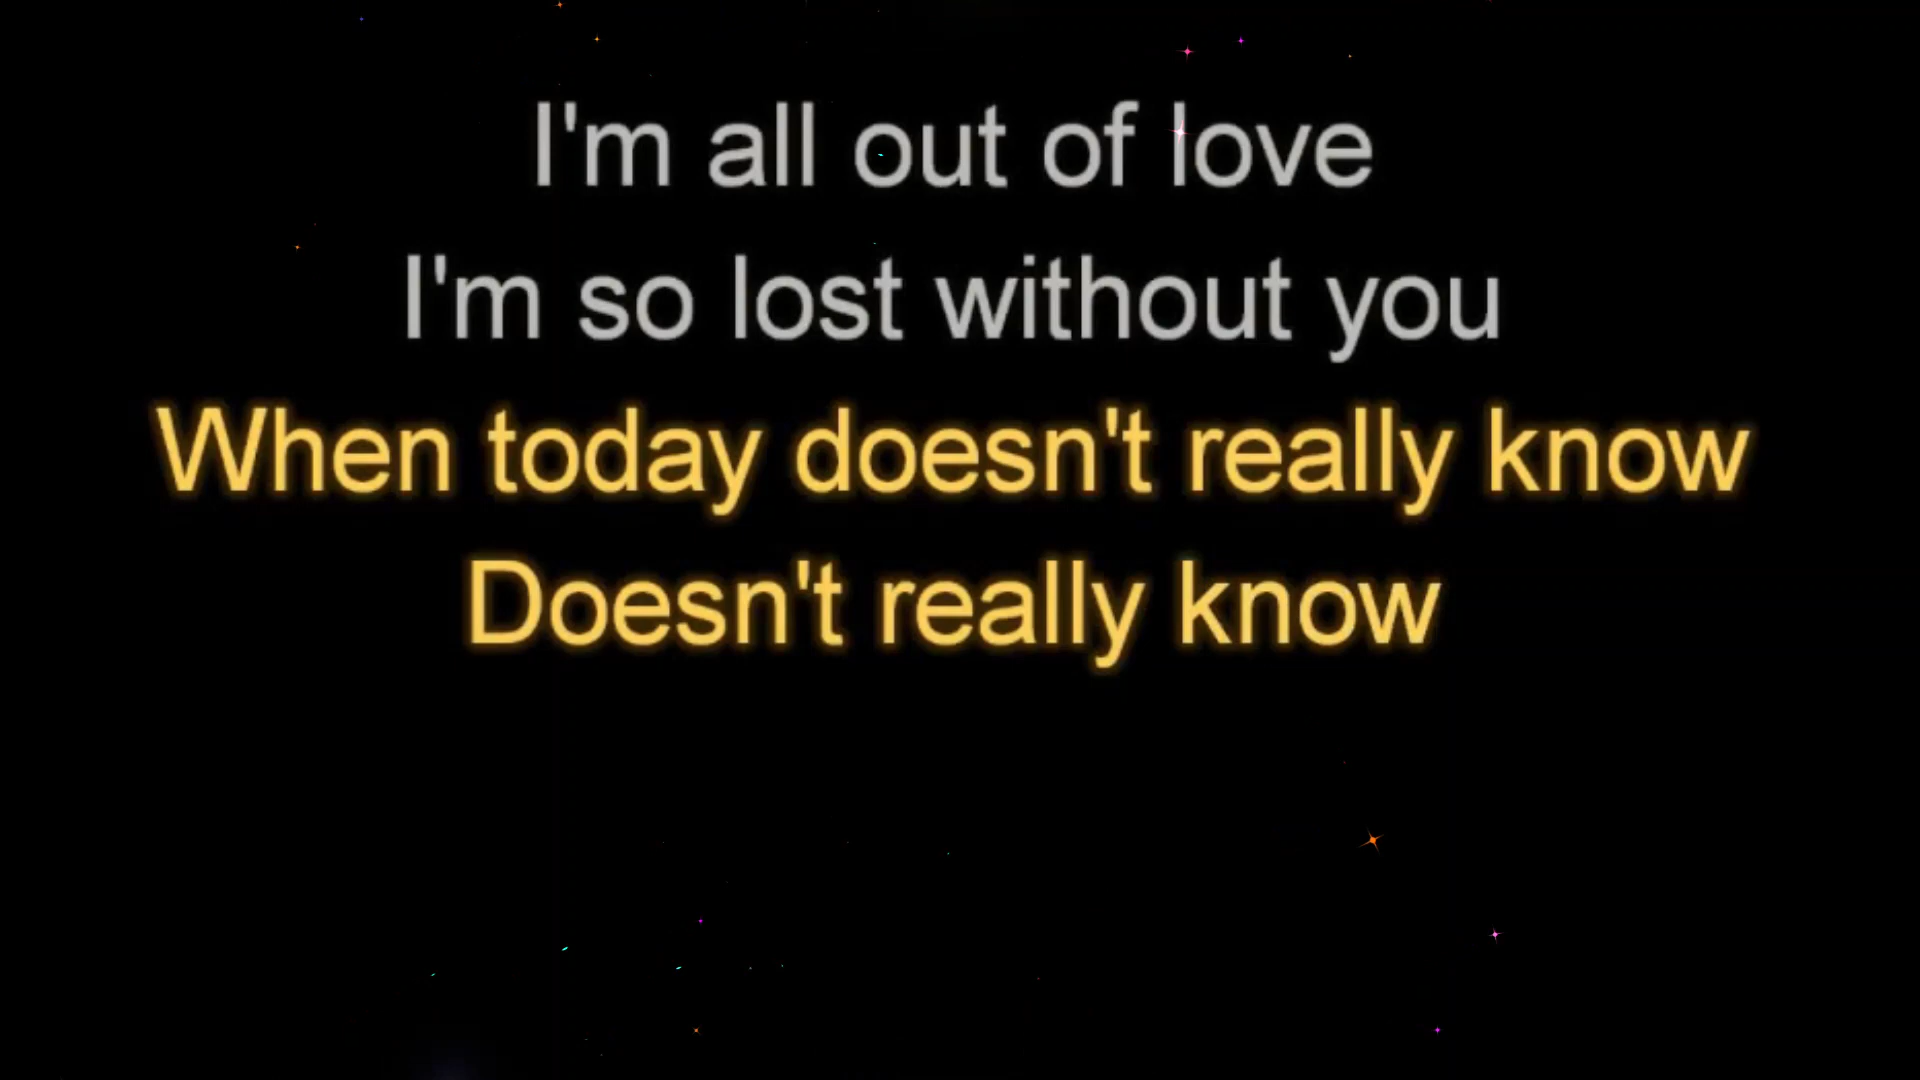 I'm all out of love
I'm so lost without you
When today doesn't really know
Doesn't really know